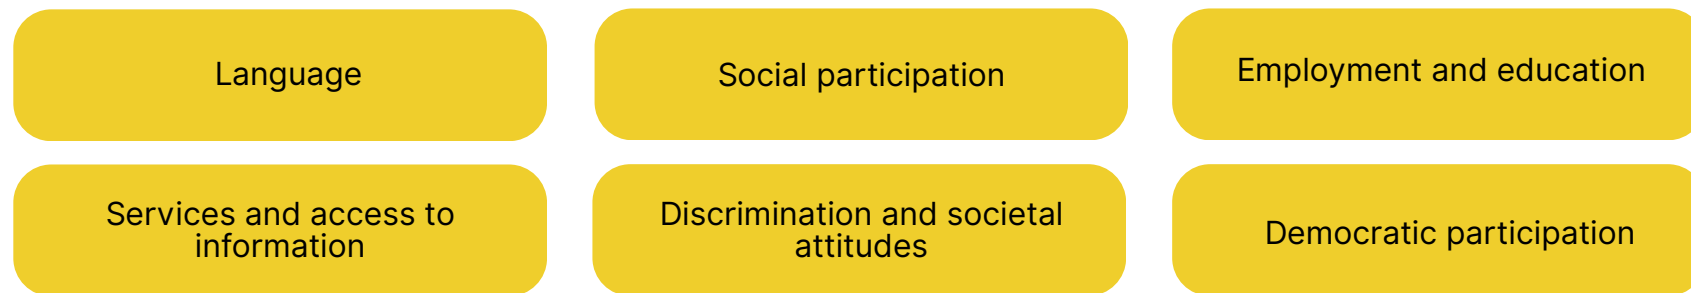 Language
Social participation
Employment and education
Services and access to
information
Discrimination and societal
attitudes
Democratic participation